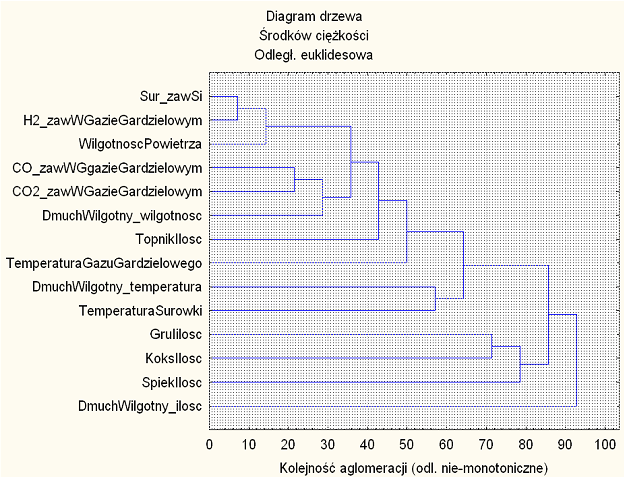 Diagram drzewa
Środków ciężkości
Odległ. euklidesowa
Sur_zawSi
H2_zawWGazieGardzielowym
WilgotnoscPowietrza
CO_zawWGgazieGardzielowym
CO2_zawWGazieGardzielowym
DmuchWilgotny_wilgotnosc
TopnikIlosc
TemperaturaGazuGardzielowego
DmuchWilgotny_temperatura
TemperaturaSurowki
GruIilosc
KoksIlosc
SpiekIlosc
DmuchWilgotny_ilosc
0 10 20 30 40 50 60 70 80 90 100
Kolejność aglomeracji (odl. nie-monotoniczne)